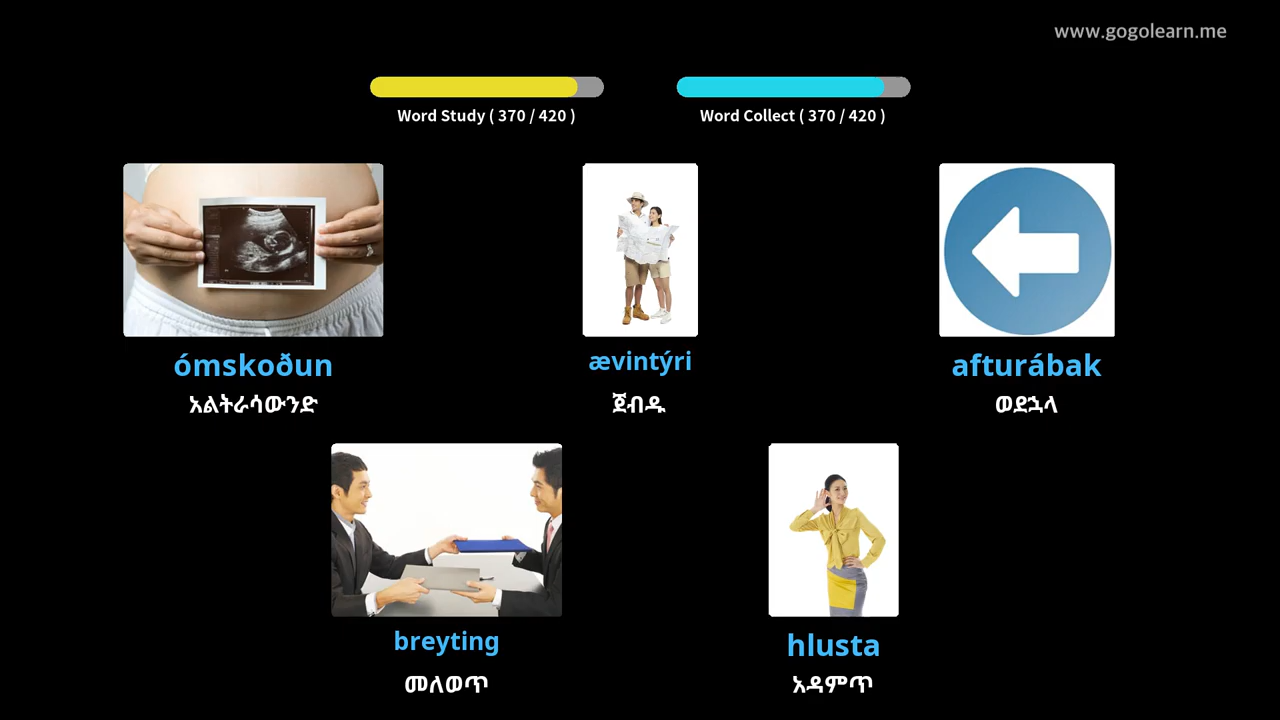 www.gogolearn.me
Word Study ( 370 / 420 )
Word Collect ( 370 / 420 )
ómskoðun
አልትራሳውንድ
ævintýri
ጀብዱ
afturábak
ወደኋላ
breyting
መለወጥ
hlusta
አዳምጥ